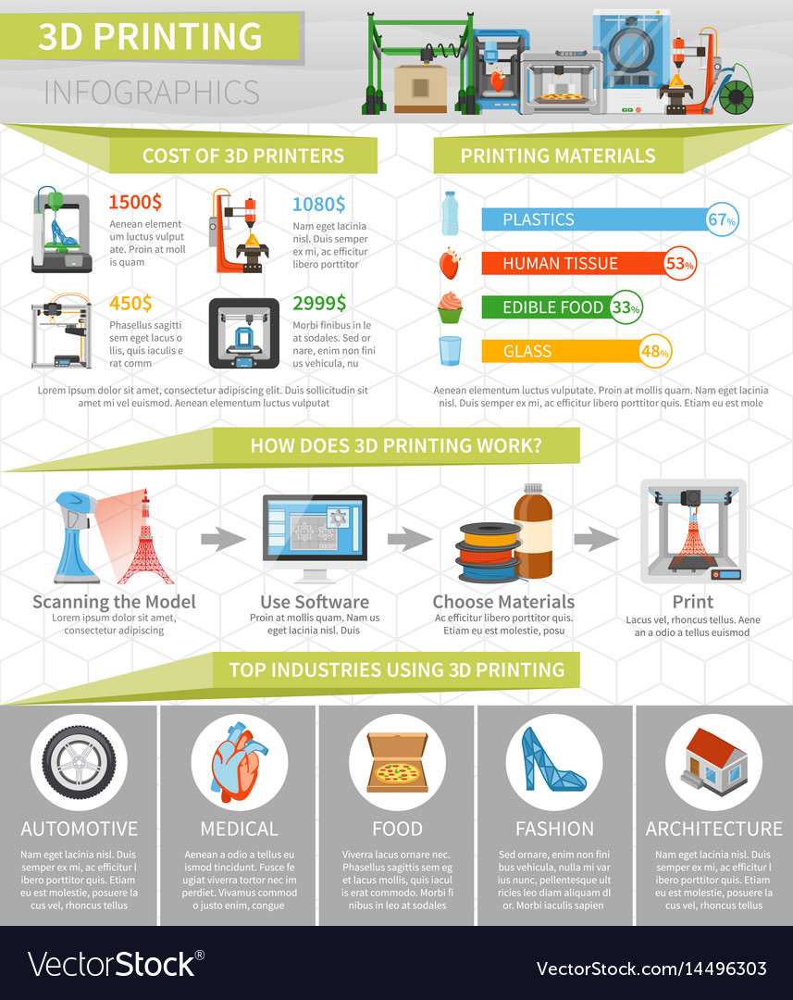 3D PRINTING
INFOGRAPHICS
COST OF 3D PRINTERS
1500$
Aenean element
um luctus vulput
ate. Proin at moll
is quam
1080$
Nam eget lacinia
nisl. Duis semper
ex mi, ac efficitur
libero porttitor
450$
Phasellus sagitti
sem eget lacus o
llis, quis iaculis e
rat comm
2999$
Morbi finibus in le
at sodales. Sed or
nare, enim non fini
us vehicula, nu
Lorem ipsum dolor sit amet, consectetur adipiscing elit. Duis sollicitudin sit
amet mi vel euismod. Aenean elementum luctus vulputat
PRINTING MATERIALS
PLASTICS 67%
HUMAN TISSUE 53%
EDIBLE FOOD 33%
GLASS 48%
Aenean elementum luctus vulputate. Proin at mollis quam. Nam eget lacinia
nisl. Duis semper ex mi, ac efficitur libero porttitor quis. Etiam eu est mole
HOW DOES 3D PRINTING WORK?
Scanning the Model
Lorem ipsum dolor sit amet,
consectetur adipiscing
Use Software
Proin at mollis quam. Nam us
eget lacinia nisl. Duis
Choose Materials
Ac efficitur libero porttitor quis.
Etiam eu est molestie, posu
Print
Lacus vel, rhoncus tellus. Aene
an a odio a tellus euismod
TOP INDUSTRIES USING 3D PRINTING
AUTOMOTIVE
Nam eget lacinia nisl. Duis
semper ex mi, ac efficitur l
ibero porttitor quis. Etiam
eu est molestie, posuere la
cus vel, rhoncus tellus
MEDICAL
Aenean a odio a tellus eu
ismod tincidunt. Fusce fe
ugiat viverra tortor nec im
perdiet. Vivamus commod
o justo enim, congue
FOOD
Viverra lacus ornare nec.
Phasellus sagittis sem eg
et lacus mollis, quis iacul
is erat commodo. Morbi fi
nibus in leo at sodales
FASHION
Sed ornare, enim non fini
bus vehicula, nulla mi var
ius nunc, pellentesque ult
ricies leo diam aliquam dl
or. Morbi iaculis sapien
ARCHITECTURE
Nam eget lacinia nisl. Duis
semper ex mi, ac efficitur l
ibero porttitor quis. Etiam
eu est molestie, posuere la
cus vel, rhoncus tellus
VectorStock®
VectorStock.com/14496303